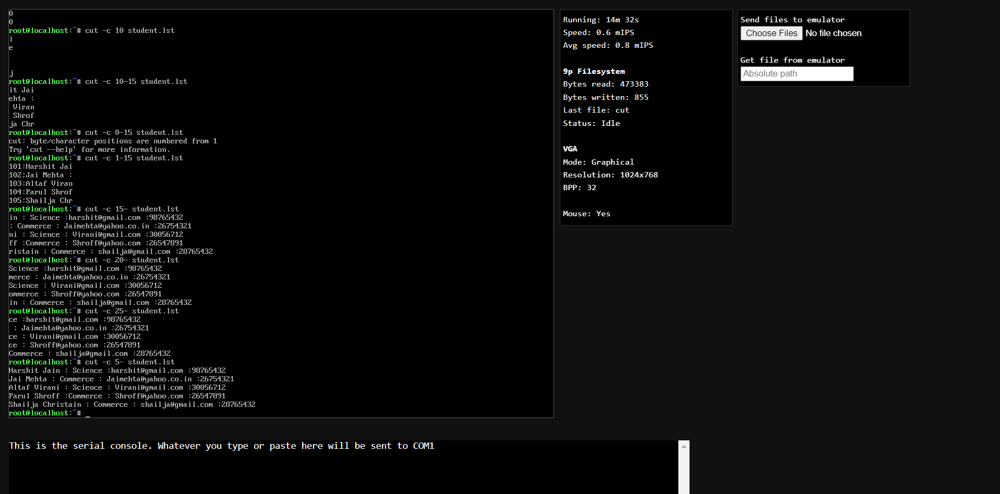 0
0
root@localhost:~# cut -c 10 student.lst
i
e
j
root@localhost:~# cut -c 10-15 student.lst
it Jai
ehta :
 Viran
 Shrof
ja Chr
root@localhost:~# cut -c 0-15 student.lst
cut: byte/character positions are numbered from 1
Try 'cut --help' for more information.
root@localhost:~# cut -c 1-15 student.lst
101:Harshit Jai
102;Jai Mehta :
103:Altaf Viran
104:Parul Shrof
105:Shailja Chr
root@localhost:~# cut -c 15- student.lst
in : Science :harshit@gmail.com :98765432
: Commerce : Jaimehta@yahoo.co.in :26754321
ni : Science : Virani@gmail.com :30056712
ff :Commerce : Shroff@yahoo.com :26547891
ristain : Commerce : shailja@gmail.com :28765432
root@localhost:~# cut -c 20- student.lst
Science :harshit@gmail.com :98765432
merce : Jaimehta@yahoo.co.in :26754321
Science : Virani@gmail.com :30056712
ommerce : Shroff@yahoo.com :26547891
in : Commerce : shailja@gmail.com :28765432
root@localhost:~# cut -c 25- student.lst
ce :harshit@gmail.com :98765432
 : Jaimehta@yahoo.co.in :26754321
ce : Virani@gmail.com :30056712
ce : Shroff@yahoo.com :26547891
Commerce : shailja@gmail.com :28765432
root@localhost:~# cut -c 5- student.lst
Harshit Jain : Science :harshit@gmail.com :98765432
Jai Mehta : Commerce : Jaimehta@yahoo.co.in :26754321
Altaf Virani : Science : Virani@gmail.com :30056712
Parul Shroff :Commerce : Shroff@yahoo.com :26547891
Shailja Christain : Commerce : shailja@gmail.com :28765432
root@localhost:~# _
Running: 14m 32s
Speed: 0.6 mIPS
Avg speed: 0.8 mIPS
9p Filesystem
Bytes read: 473383
Bytes written: 855
Last file: cut
Status: Idle
VGA
Mode: Graphical
Resolution: 1024x768
BPP: 32
Mouse: Yes
Send files to emulator
Choose Files No file chosen
Get file from emulator
Absolute path
This is the serial console. Whatever you type or paste here will be sent to COM1